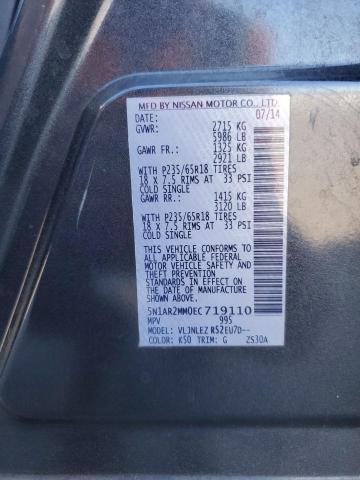 MFD BY NISSAN MOTOR CO., LTD.
DATE: 07/14
GVWR: 2715 KG
5986 LB
GAWR FR.: 1325 KG
2921 LB
WITH P235/65R18 TIRES
18 x 7.5 RIMS AT 33 PSI
COLD SINGLE
GAWR RR.: 1415 KG
3120 LB
WITH P235/65R18 TIRES
18 x 7.5 RIMS AT 33 PSI
COLD SINGLE
THIS VEHICLE CONFORMS TO
ALL APPLICABLE FEDERAL
MOTOR VEHICLE SAFETY AND
THEFT PREVENTION
STANDARDS IN EFFECT ON THE
DATE OF MANUFACTURE
SHOWN ABOVE.
5N1AR2MM0EC719110
MPV 995
MODEL: VLJNLEZ R52EU7D--
COLOR: K50 TRIM: G ZS30A